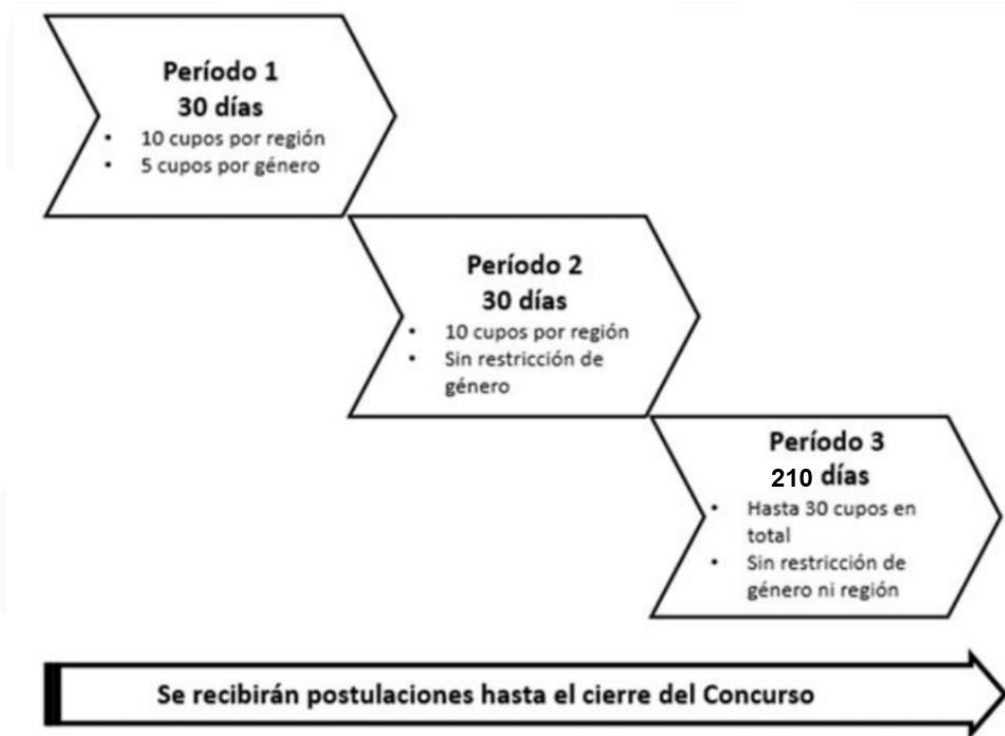 Período 1
30 días
• 10 cupos por región
• 5 cupos por género
Período 2
30 días
• 10 cupos por región
• Sin restricción de
género
Período 3
210 días
• Hasta 30 cupos en
total
• Sin restricción de
género ni región
Se recibirán postulaciones hasta el cierre del Concurso